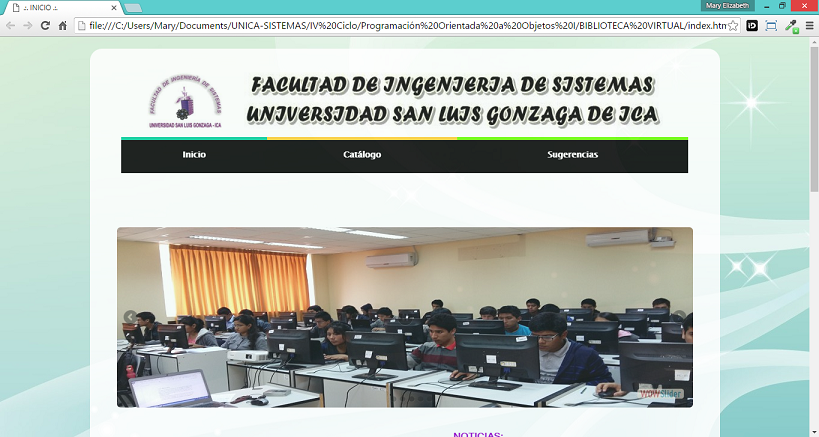 .:. INICIO .:.
Mary Elizabeth
file:///C:/Users/Mary/Documents/UNICA-SISTEMAS/IV%20Ciclo/Programación%20Orientada%20a%20Objetos%20I/BIBLIOTECA%20VIRTUAL/index.htm
FACULTAD DE INGENIERÍA DE SISTEMAS
UNIVERSIDAD SAN LUIS GONZAGA - ICA
FACULTAD DE INGENIERIA DE SISTEMAS
UNIVERSIDAD SAN LUIS GONZAGA DE ICA
Inicio Catálogo Sugerencias
WOWSlider
NOTICIAS: